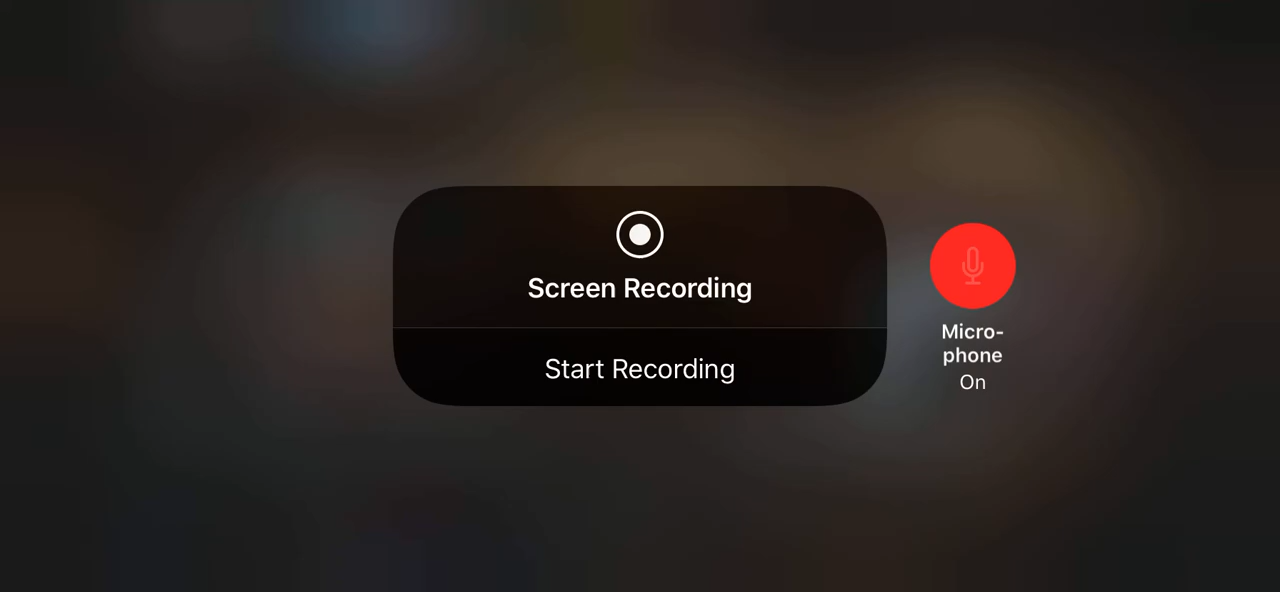 Screen Recording
Start Recording
Micro-
phone
On